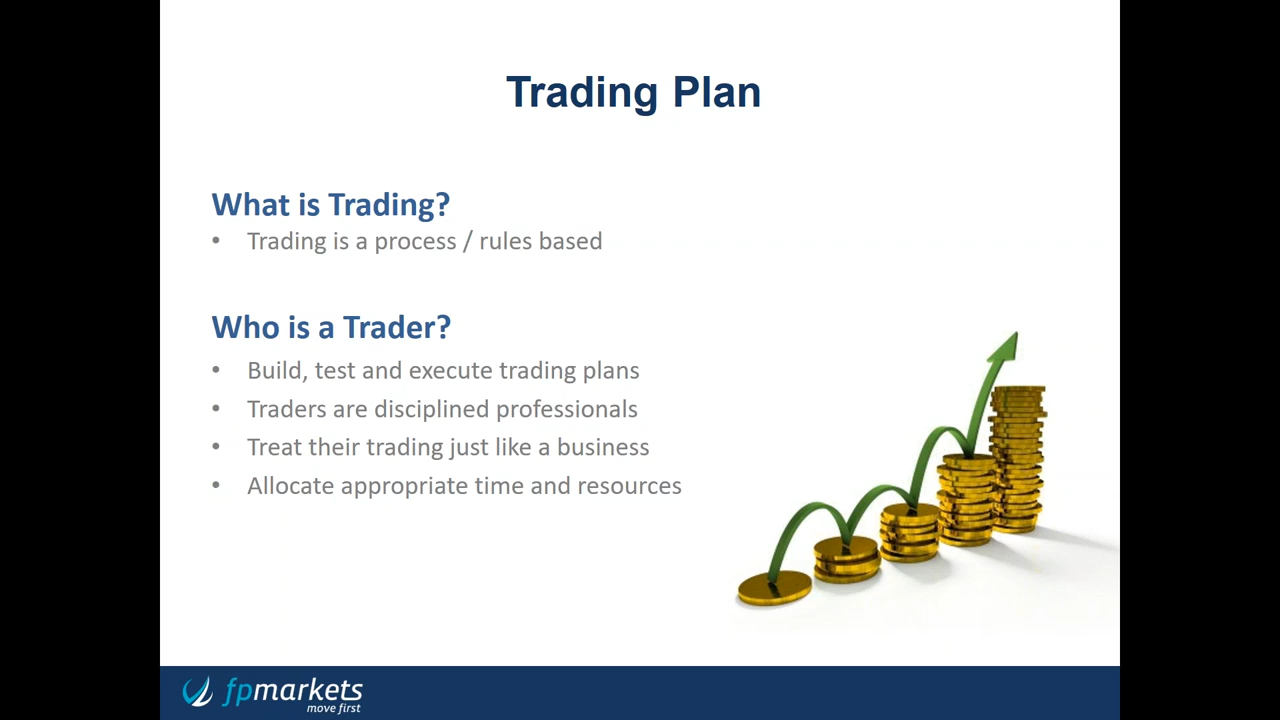 Trading Plan
What is Trading?
• Trading is a process / rules based
Who is a Trader?
• Build, test and execute trading plans
• Traders are disciplined professionals
• Treat their trading just like a business
• Allocate appropriate time and resources
fpmarkets
move first